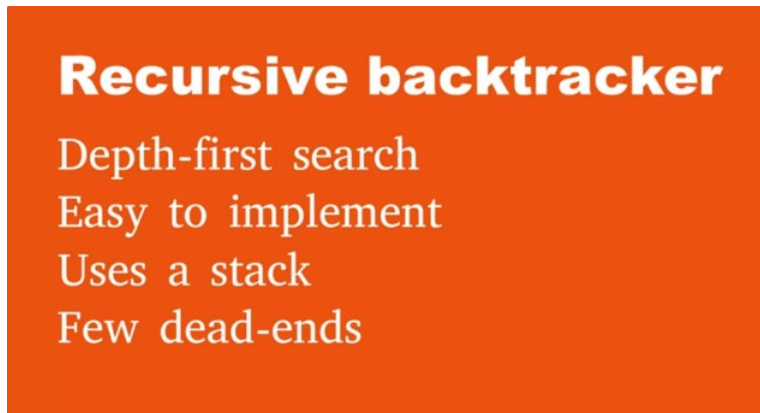 Recursive backtracker
Depth-first search
Easy to implement
Uses a stack
Few dead-ends